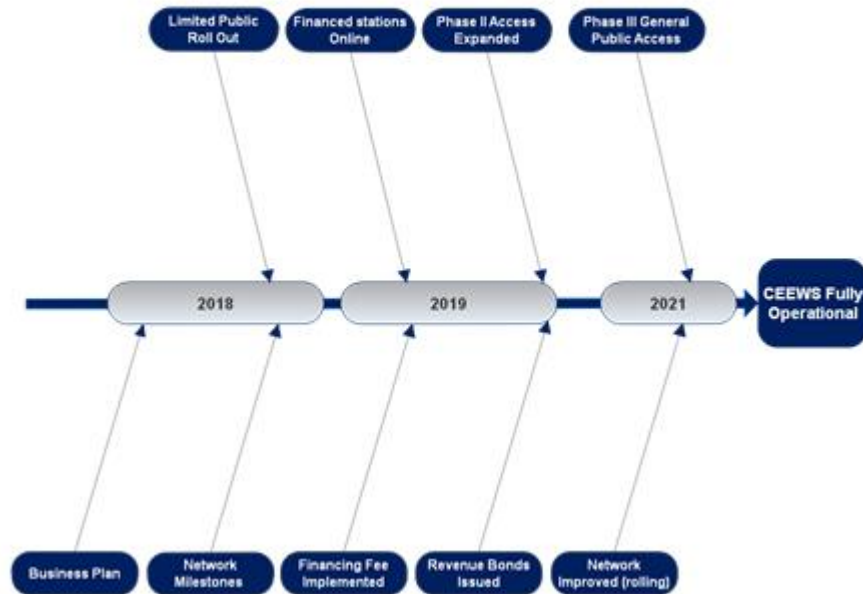 Limited Public
Roll Out
Financed stations
Online
Phase II Access
Expanded
Phase III General
Public Access
2018
2019
2021
CEEWS Fully
Operational
Business Plan
Network
Milestones
Financing Fee
Implemented
Revenue Bonds
Issued
Network
Improved (rolling)